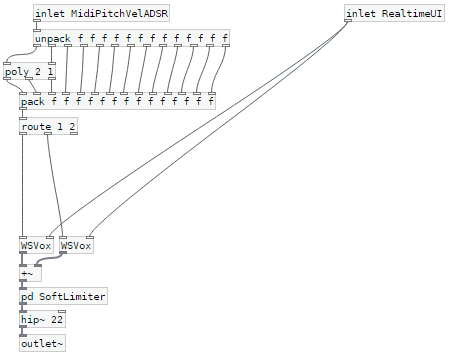 inlet MidiPitchVelADSR
inlet RealtimeUI
unpack f f f f f f f f f f f f f
poly 2 1
pack f f f f f f f f f f f f f f
route 1 2
WSVox
WSVox
+~
pd SoftLimiter
hip~ 22
outlet~